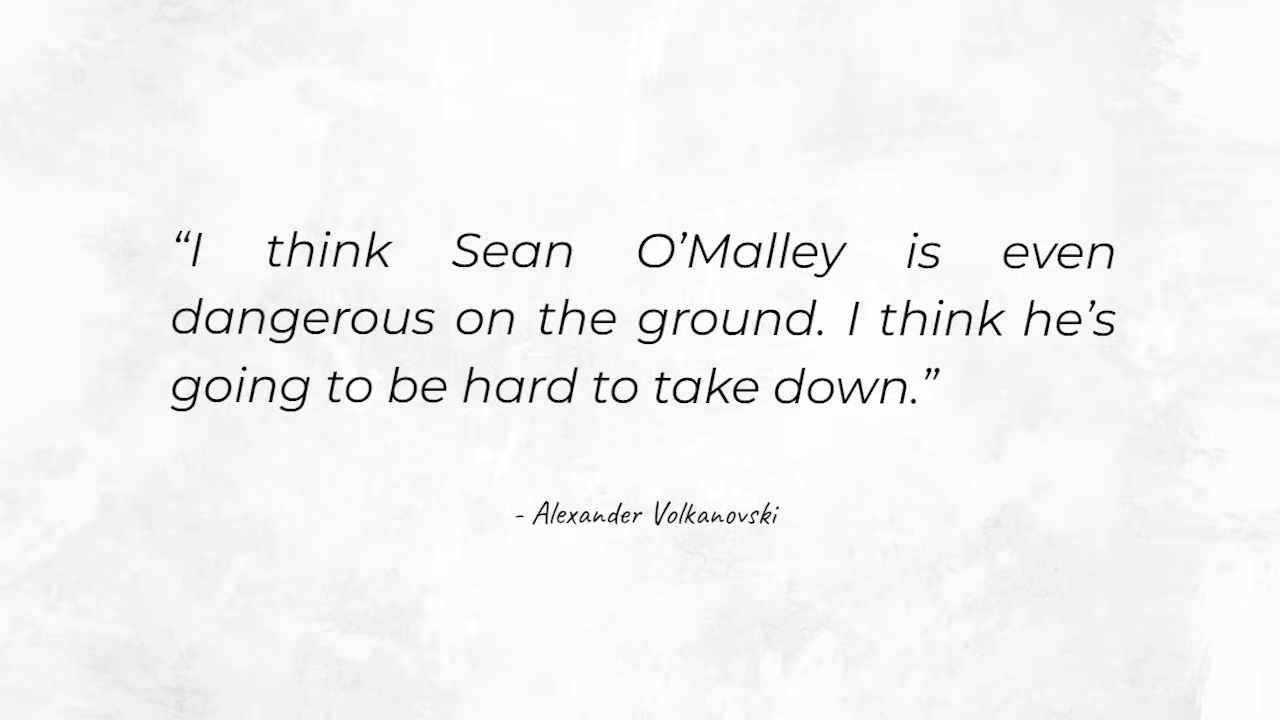 “I think Sean O’Malley is even
dangerous on the ground. I think he’s
going to be hard to take down.”
- Alexander Volkanovski